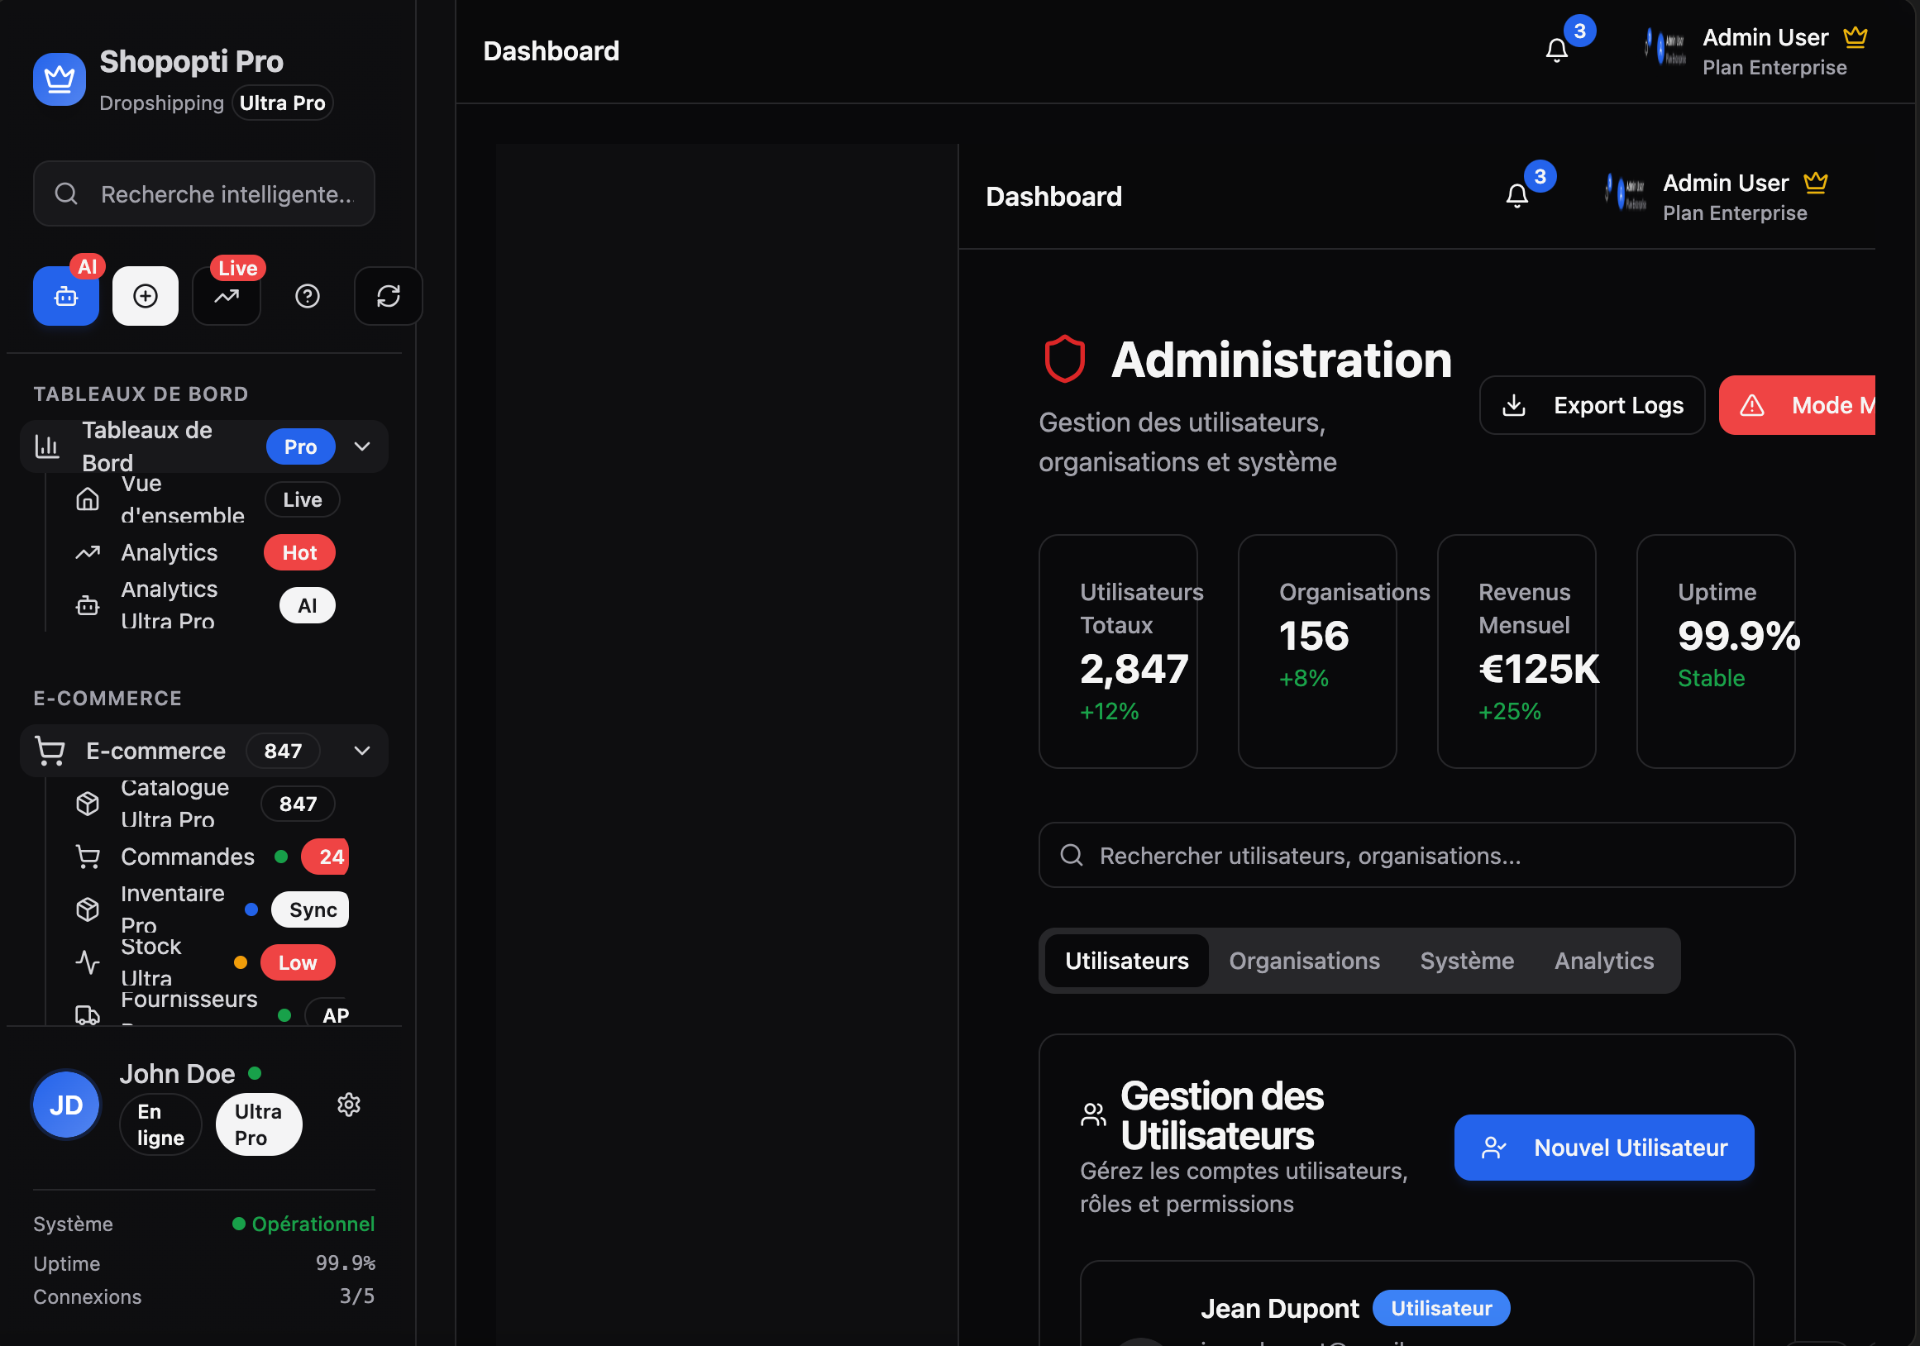 Shopopti Pro
Dropshipping Ultra Pro
Recherche intelligente...
AI
Live
TABLEAUX DE BORD
Tableaux de
Bord
Pro
Vue
d'ensemble
Live
Analytics
Hot
Analytics
Ultra Pro
AI
E-COMMERCE
E-commerce
847
Catalogue
Ultra Pro
847
Commandes
24
Inventaire
Pro
Sync
Stock
Ultra
Low
Fournisseurs
AP
JD
John Doe
En
ligne
Ultra
Pro
Système
Opérationnel
Uptime
99.9%
Connexions
3/5
Dashboard
3
Admin User
Plan Enterprise
Dashboard
3
Admin User
Plan Enterprise
Administration
Gestion des utilisateurs,
organisations et système
Export Logs
Mode M
Utilisateurs
Totaux
2,847
+12%
Organisations
156
+8%
Revenus
Mensuel
€125K
+25%
Uptime
99.9%
Stable
Rechercher utilisateurs, organisations...
Utilisateurs
Organisations
Système
Analytics
Gestion des
Utilisateurs
Gérez les comptes utilisateurs,
rôles et permissions
Nouvel Utilisateur
Jean Dupont
Utilisateur